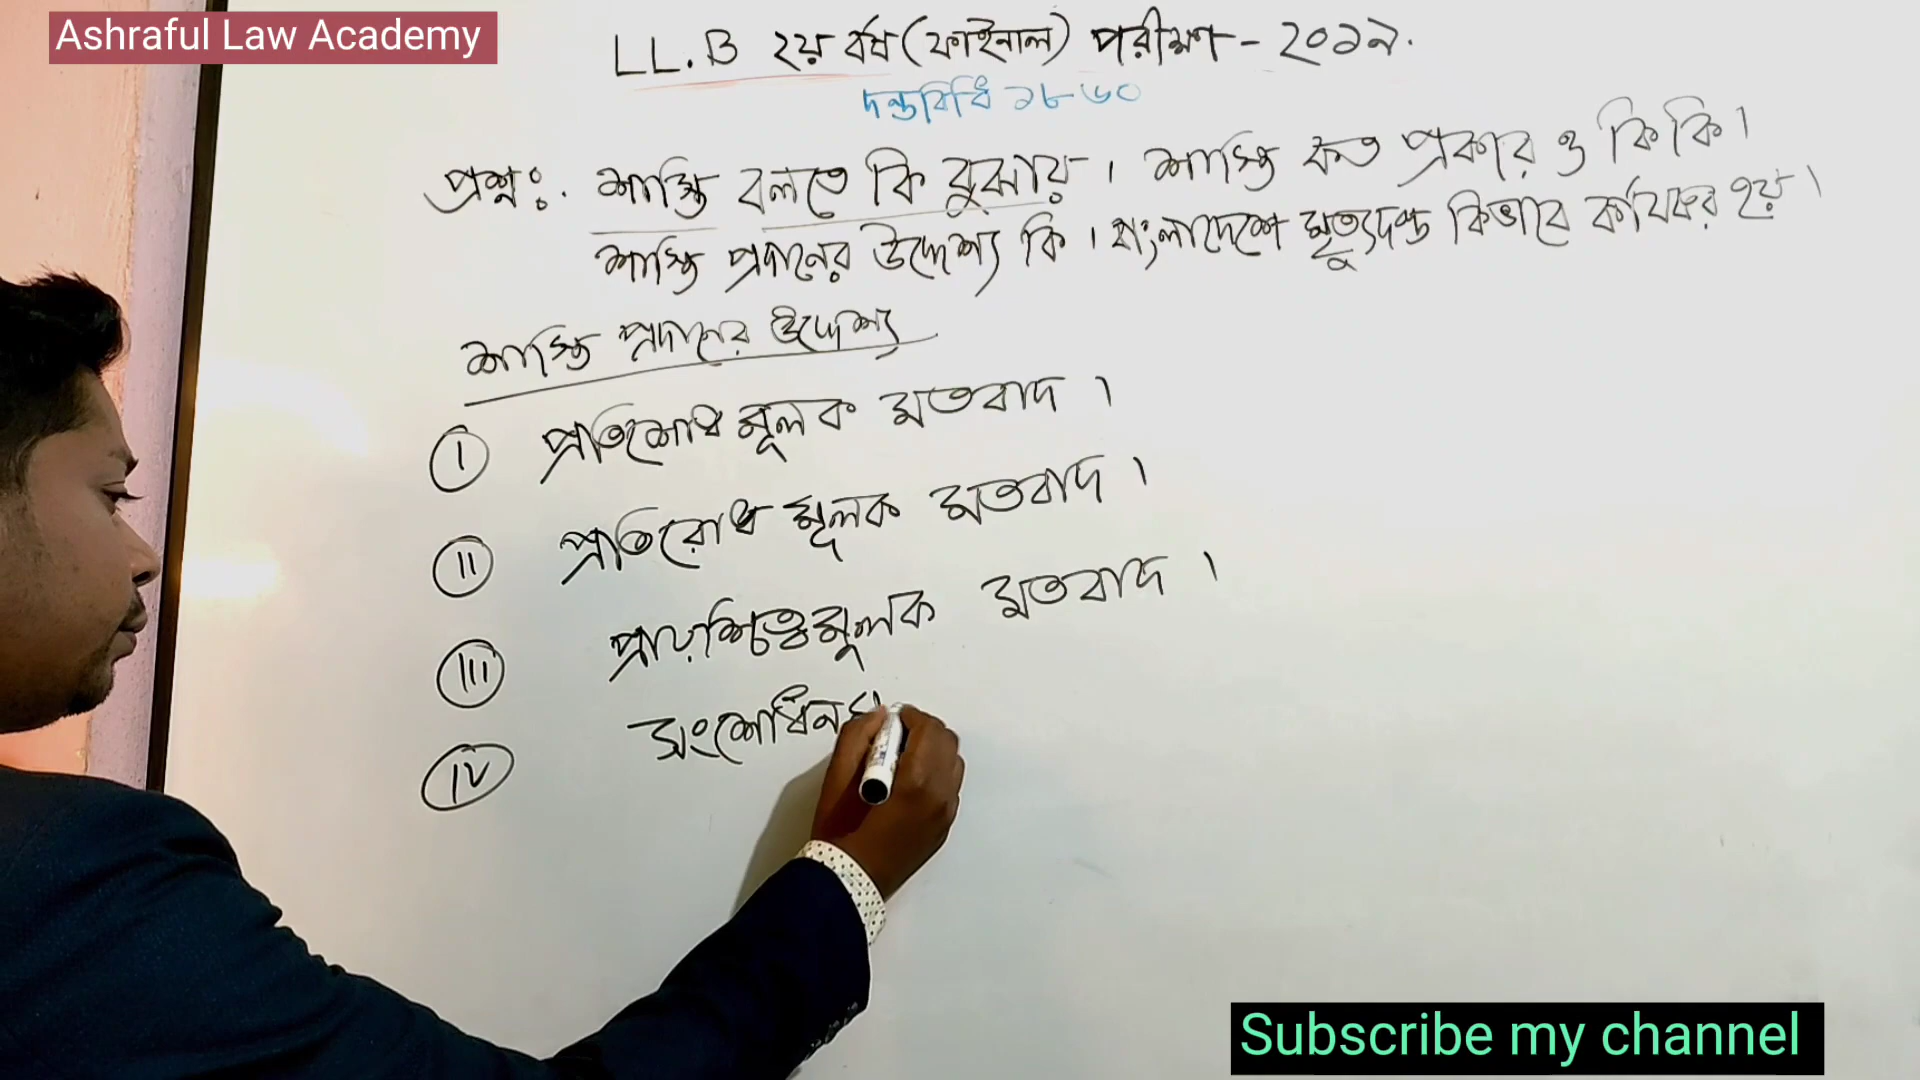 Ashraful Law Academy
LL.B ২য় বর্ষ (ফাইনাল) পরীক্ষা - ২০১৯.
দন্ডবিধি ১৮৬০
প্রশ্নঃ. শাস্তি বলতে কি বুঝায়। শাস্তি কত প্রকার ও কি কি।
শাস্তি প্রদানের উদ্দেশ্য কি। বাংলাদেশে মৃত্যুদন্ড কিভাবে কার্যকর হয়।
শাস্তি প্রদানের উদ্দেশ্য
I প্রতিশোধ মূলক মতবাদ।
II প্রতিরোধ মূলক মতবাদ।
III প্রায়শ্চিত্তমূলক মতবাদ।
IV সংশোধন
Subscribe my channel